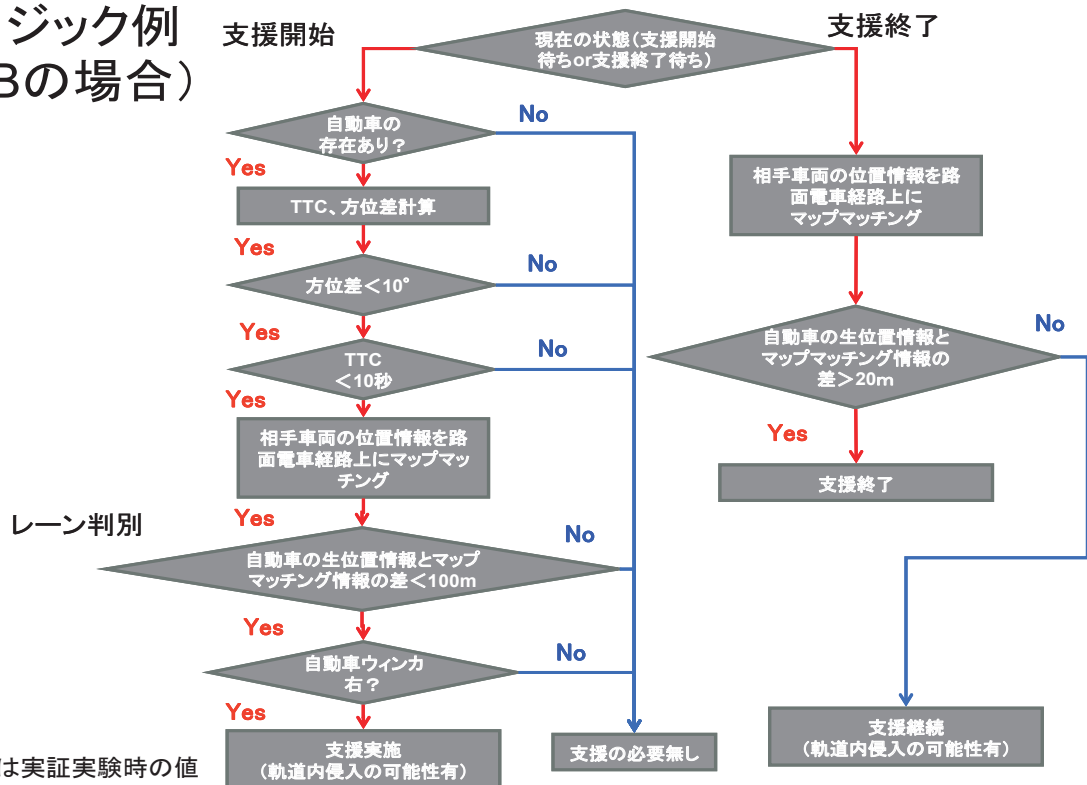 ジック例
Bの場合）
支援開始
現在の状態（支援開始
待ちor支援終了待ち）
支援終了
自動車の
存在あり？
No
Yes
TTC、方位差計算
Yes
方位差＜10°
No
Yes
TTC
＜10秒
No
Yes
相手車両の位置情報を路
面電車経路上にマップマッ
チング
レーン判別
Yes
自動車の生位置情報とマップ
マッチング情報の差＜100m
No
Yes
自動車ウィンカ
右？
No
Yes
支援実施
（軌道内侵入の可能性有）
支援の必要無し
相手車両の位置情報を路
面電車経路上に
マップマッチング
自動車の生位置情報と
マップマッチング情報の
差＞20m
No
Yes
支援終了
支援継続
（軌道内侵入の可能性有）
は実証実験時の値